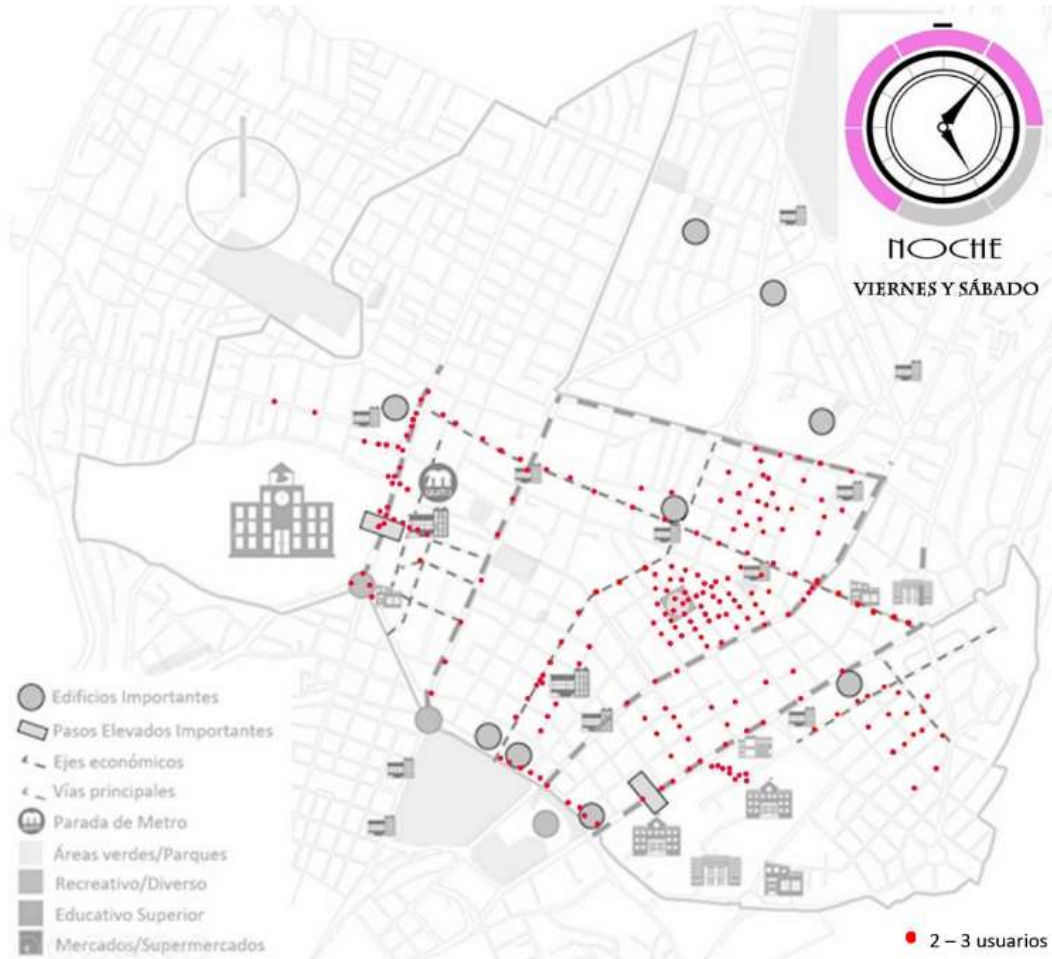 NOCHE
VIERNES Y SÁBADO
QUITO
Edificios Importantes
Pasos Elevados Importantes
Ejes económicos
Vías principales
Parada de Metro
Áreas verdes/Parques
Recreativo/Diverso
Educativo Superior
Mercados/Supermercados
2 – 3 usuarios